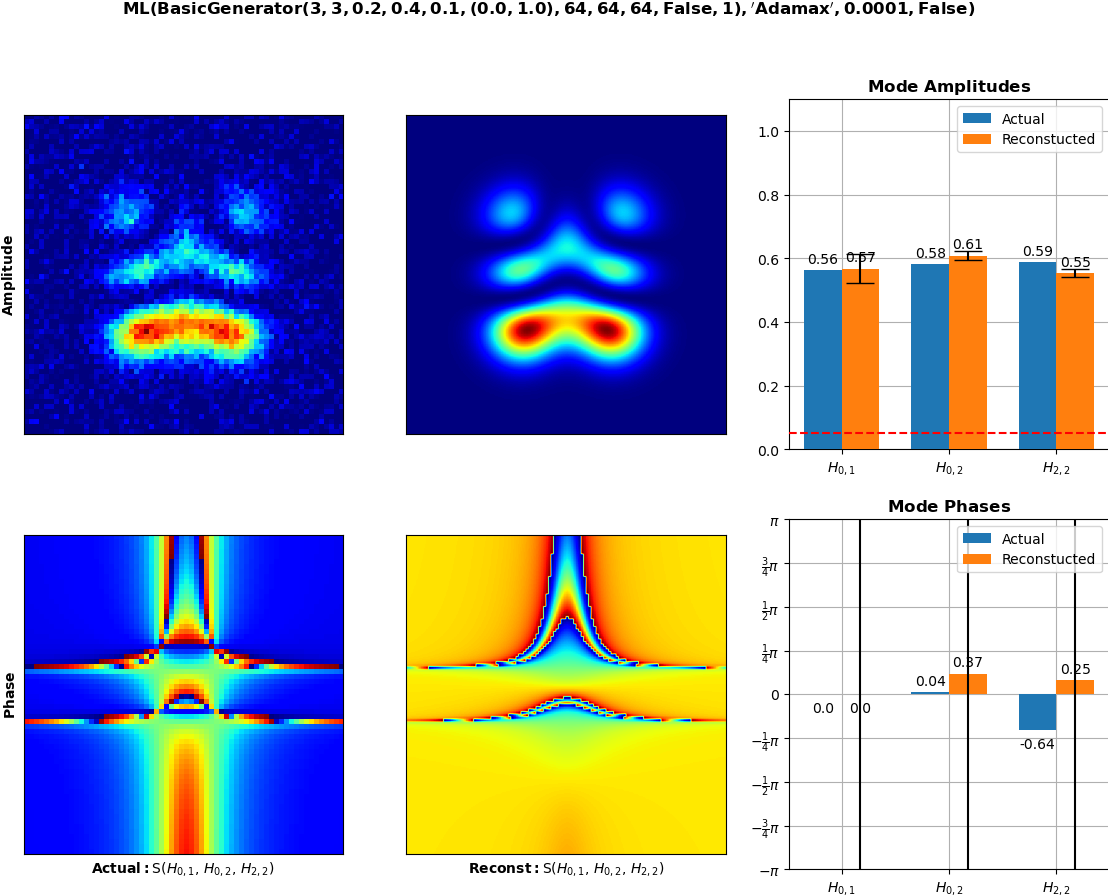 ML(BasicGenerator(3, 3, 0.2, 0.4, 0.1, (0.0, 1.0), 64, 64, 64, False, 1), 'Adamax', 0.0001, False)
Amplitude
Mode Amplitudes
Actual
Reconstucted
1.0
0.8
0.6
0.4
0.2
0.0
0.56
0.57
0.58
0.61
0.59
0.55
H0,1
H0,2
H2,2
Phase
Actual: S(H0,1, H0,2, H2,2)
Reconst: S(H0,1, H0,2, H2,2)
Mode Phases
Actual
Reconstucted
π
3/4π
1/2π
1/4π
0
−1/4π
−1/2π
−3/4π
−π
0.0
0.0
0.04
0.37
-0.64
0.25
H0,1
H0,2
H2,2